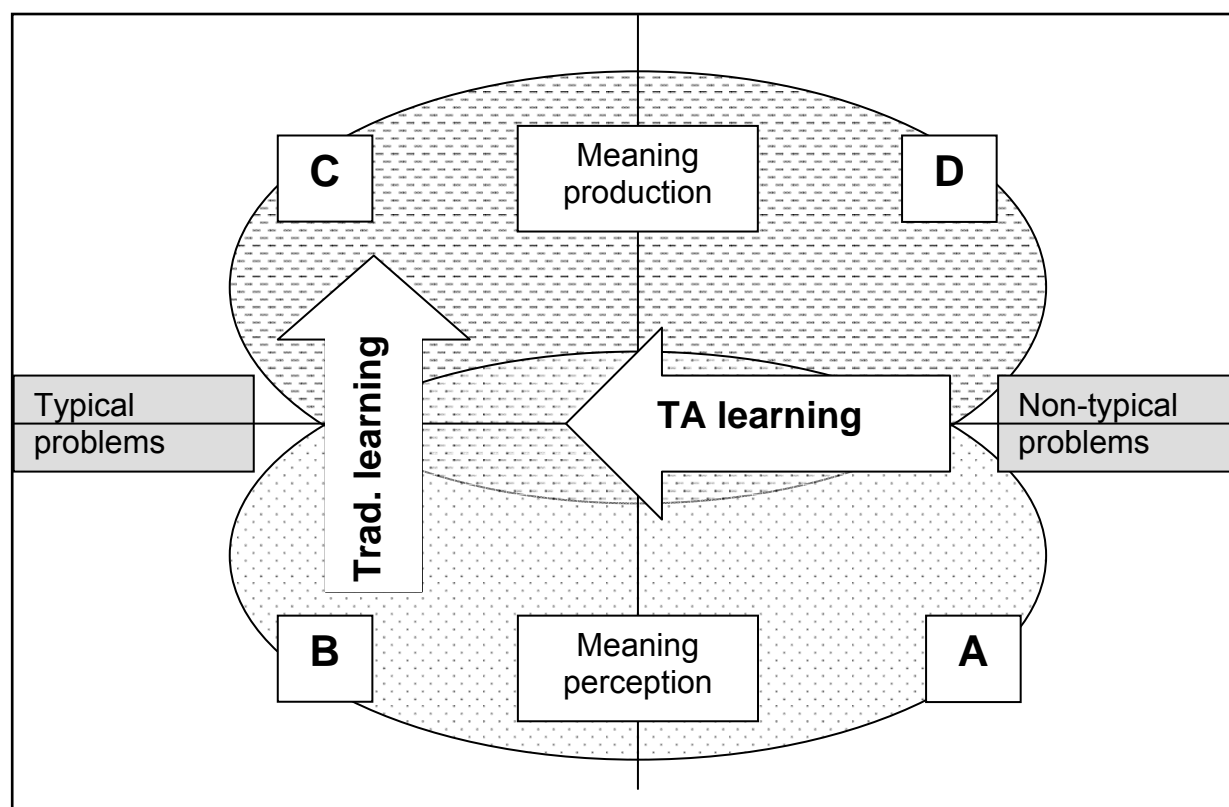 C
Meaning
production
D
Trad. learning
TA learning
Typical
problems
Non-typical
problems
B
Meaning
perception
A